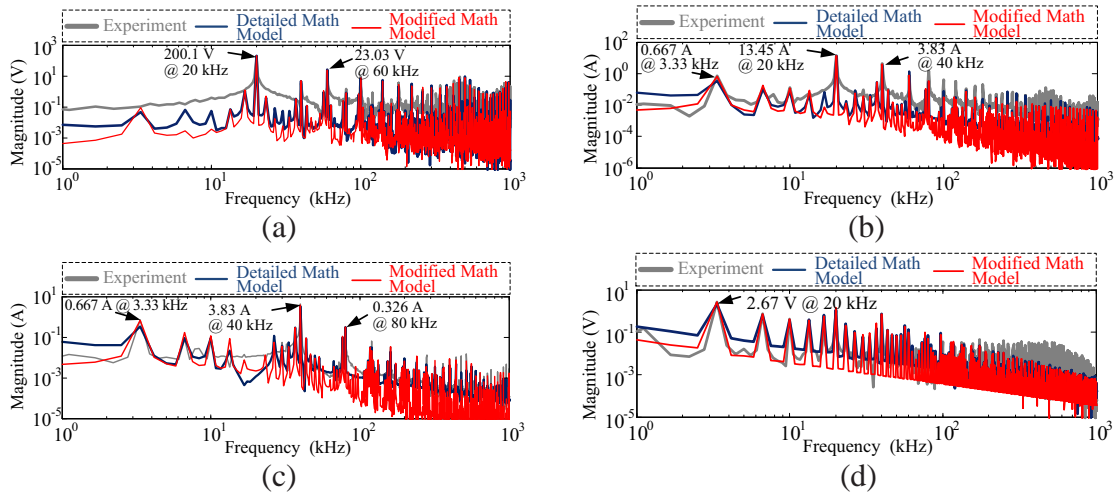 (a)
Experiment Detailed Math Model Modified Math Model
10^3
10^1
10^-1
10^-3
10^-5
Magnitude (V)
200.1 V @ 20 kHz
23.03 V @ 60 kHz
10^0 10^1 10^2 10^3
Frequency (kHz)
(a)
(b)
Experiment Detailed Math Model Modified Math Model
10^2
10^0
10^-2
10^-4
10^-6
Magnitude (A)
0.667 A @ 3.33 kHz
13.45 A @ 20 kHz
3.83 A @ 40 kHz
10^0 10^1 10^2 10^3
Frequency (kHz)
(b)
(c)
Experiment Detailed Math Model Modified Math Model
10^1
10^-1
10^-3
10^-5
Magnitude (A)
0.667 A @ 3.33 kHz
3.83 A @ 40 kHz
0.326 A @ 80 kHz
10^0 10^1 10^2 10^3
Frequency (kHz)
(c)
(d)
Experiment Detailed Math Model Modified Math Model
10^1
10^-1
10^-3
10^-5
Magnitude (V)
2.67 V @ 20 kHz
10^0 10^1 10^2 10^3
Frequency (kHz)
(d)